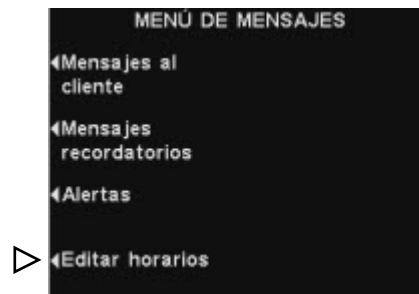 MENÚ DE MENSAJES
Mensajes al
cliente
Mensajes
recordatorios
Alertas
Editar horarios